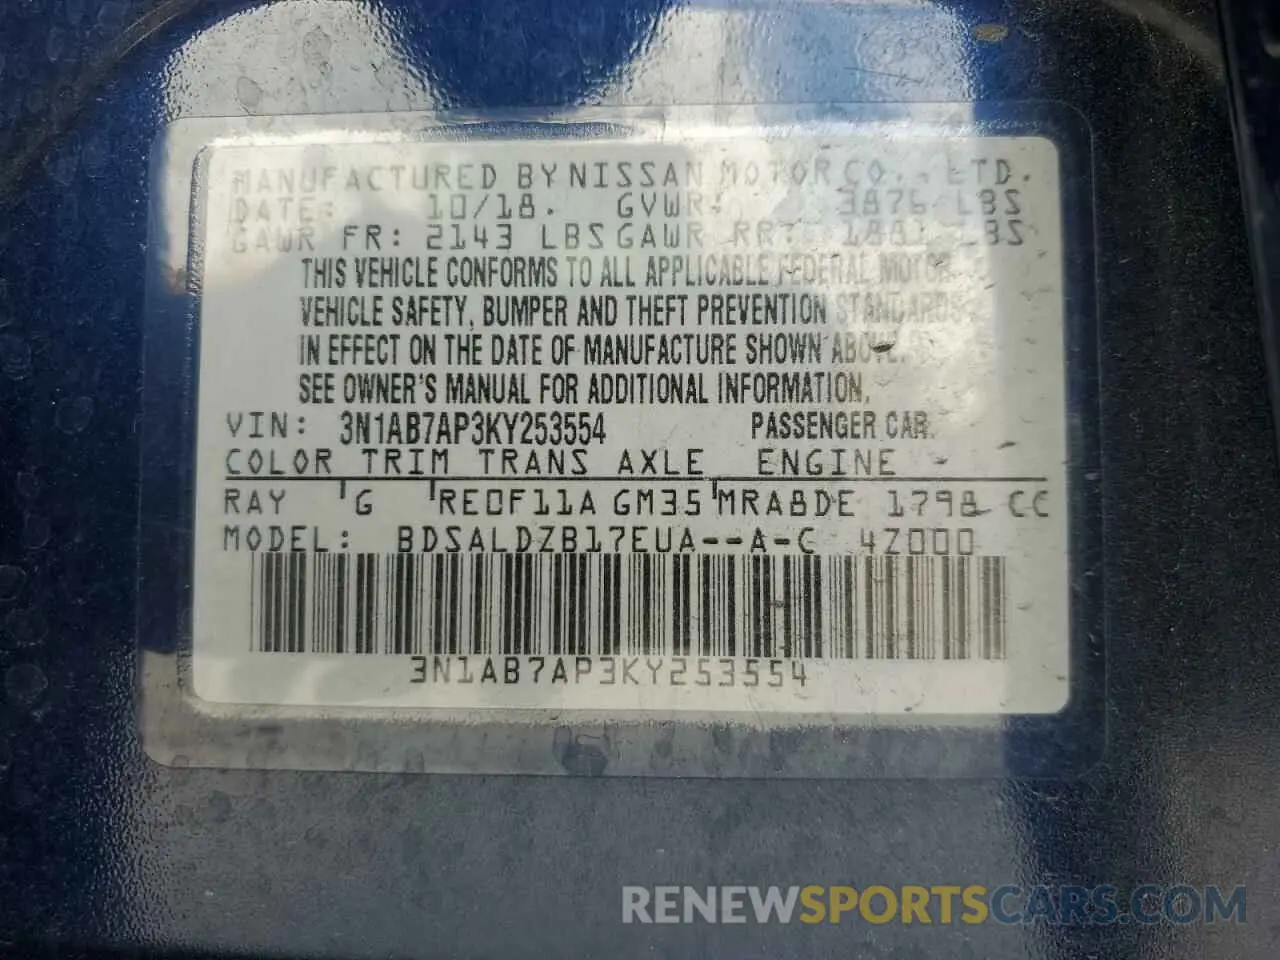 MANUFACTURED BY NISSAN MOTOR CO., LTD.
DATE: 10/18. GVWR: 3876 LBS
GAWR FR: 2143 LBS GAWR RR: 1881 LBS
THIS VEHICLE CONFORMS TO ALL APPLICABLE FEDERAL MOTOR
VEHICLE SAFETY, BUMPER AND THEFT PREVENTION STANDARDS
IN EFFECT ON THE DATE OF MANUFACTURE SHOWN ABOVE.
SEE OWNER'S MANUAL FOR ADDITIONAL INFORMATION.
VIN: 3N1AB7AP3KY253554 PASSENGER CAR
COLOR TRIM TRANS AXLE ENGINE
RAY G RE0F11A GM35 MRA8DE 1798 CC
MODEL: BDSALDZB17EUA--A-C 4Z000
3N1AB7AP3KY253554
RENEWSPORTSCARS.COM